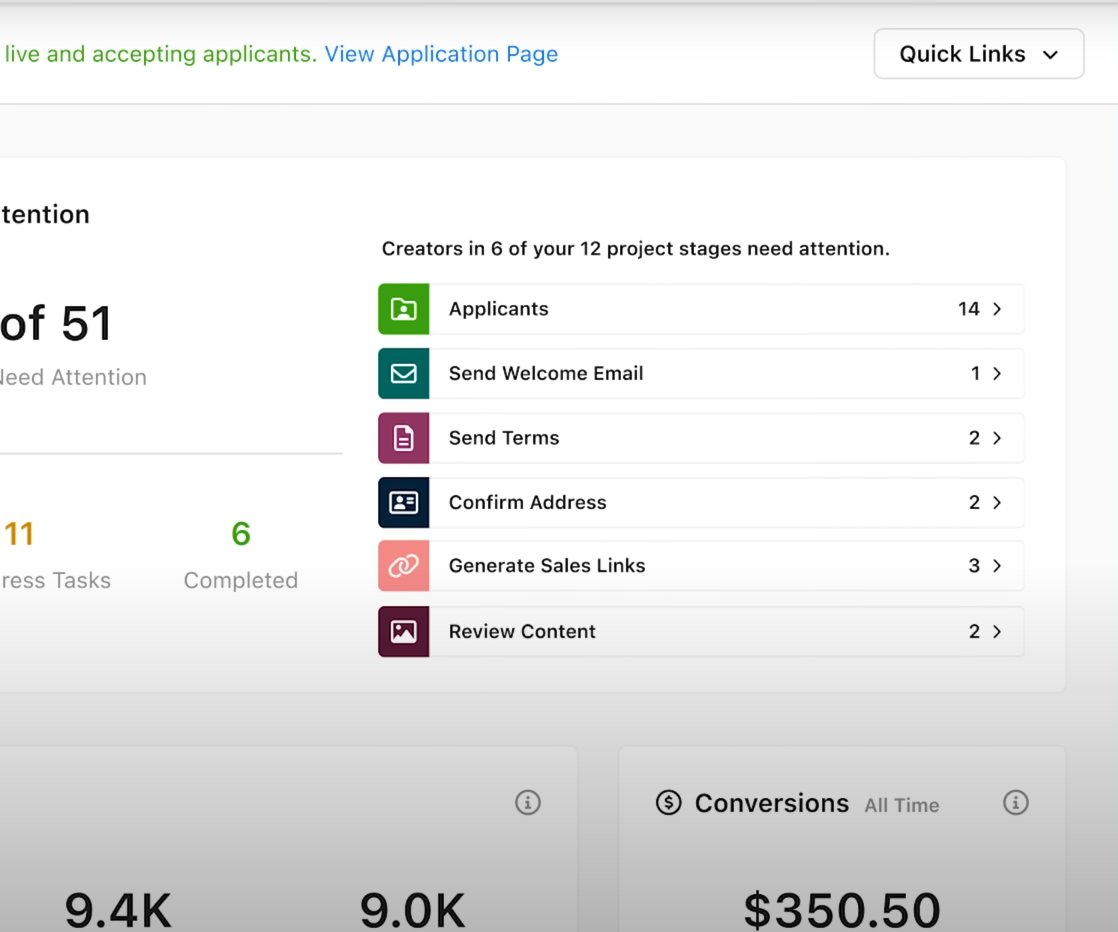 live and accepting applicants. View Application Page
Quick Links
tention
Creators in 6 of your 12 project stages need attention.
of 51
Need Attention
Applicants 14
Send Welcome Email 1
Send Terms 2
Confirm Address 2
Generate Sales Links 3
Review Content 2
11 6
ress Tasks Completed
Conversions All Time
9.4K 9.0K $350.50